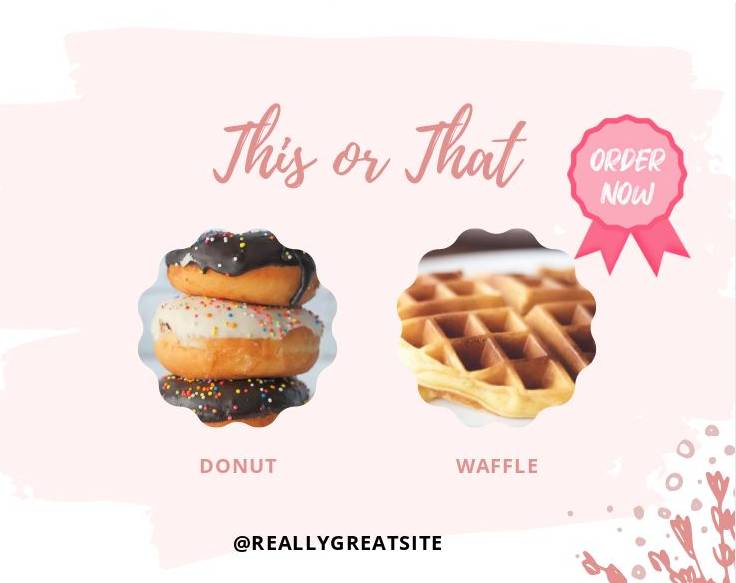 This or That
ORDER
NOW
DONUT
WAFFLE
@REALLYGREATSITE